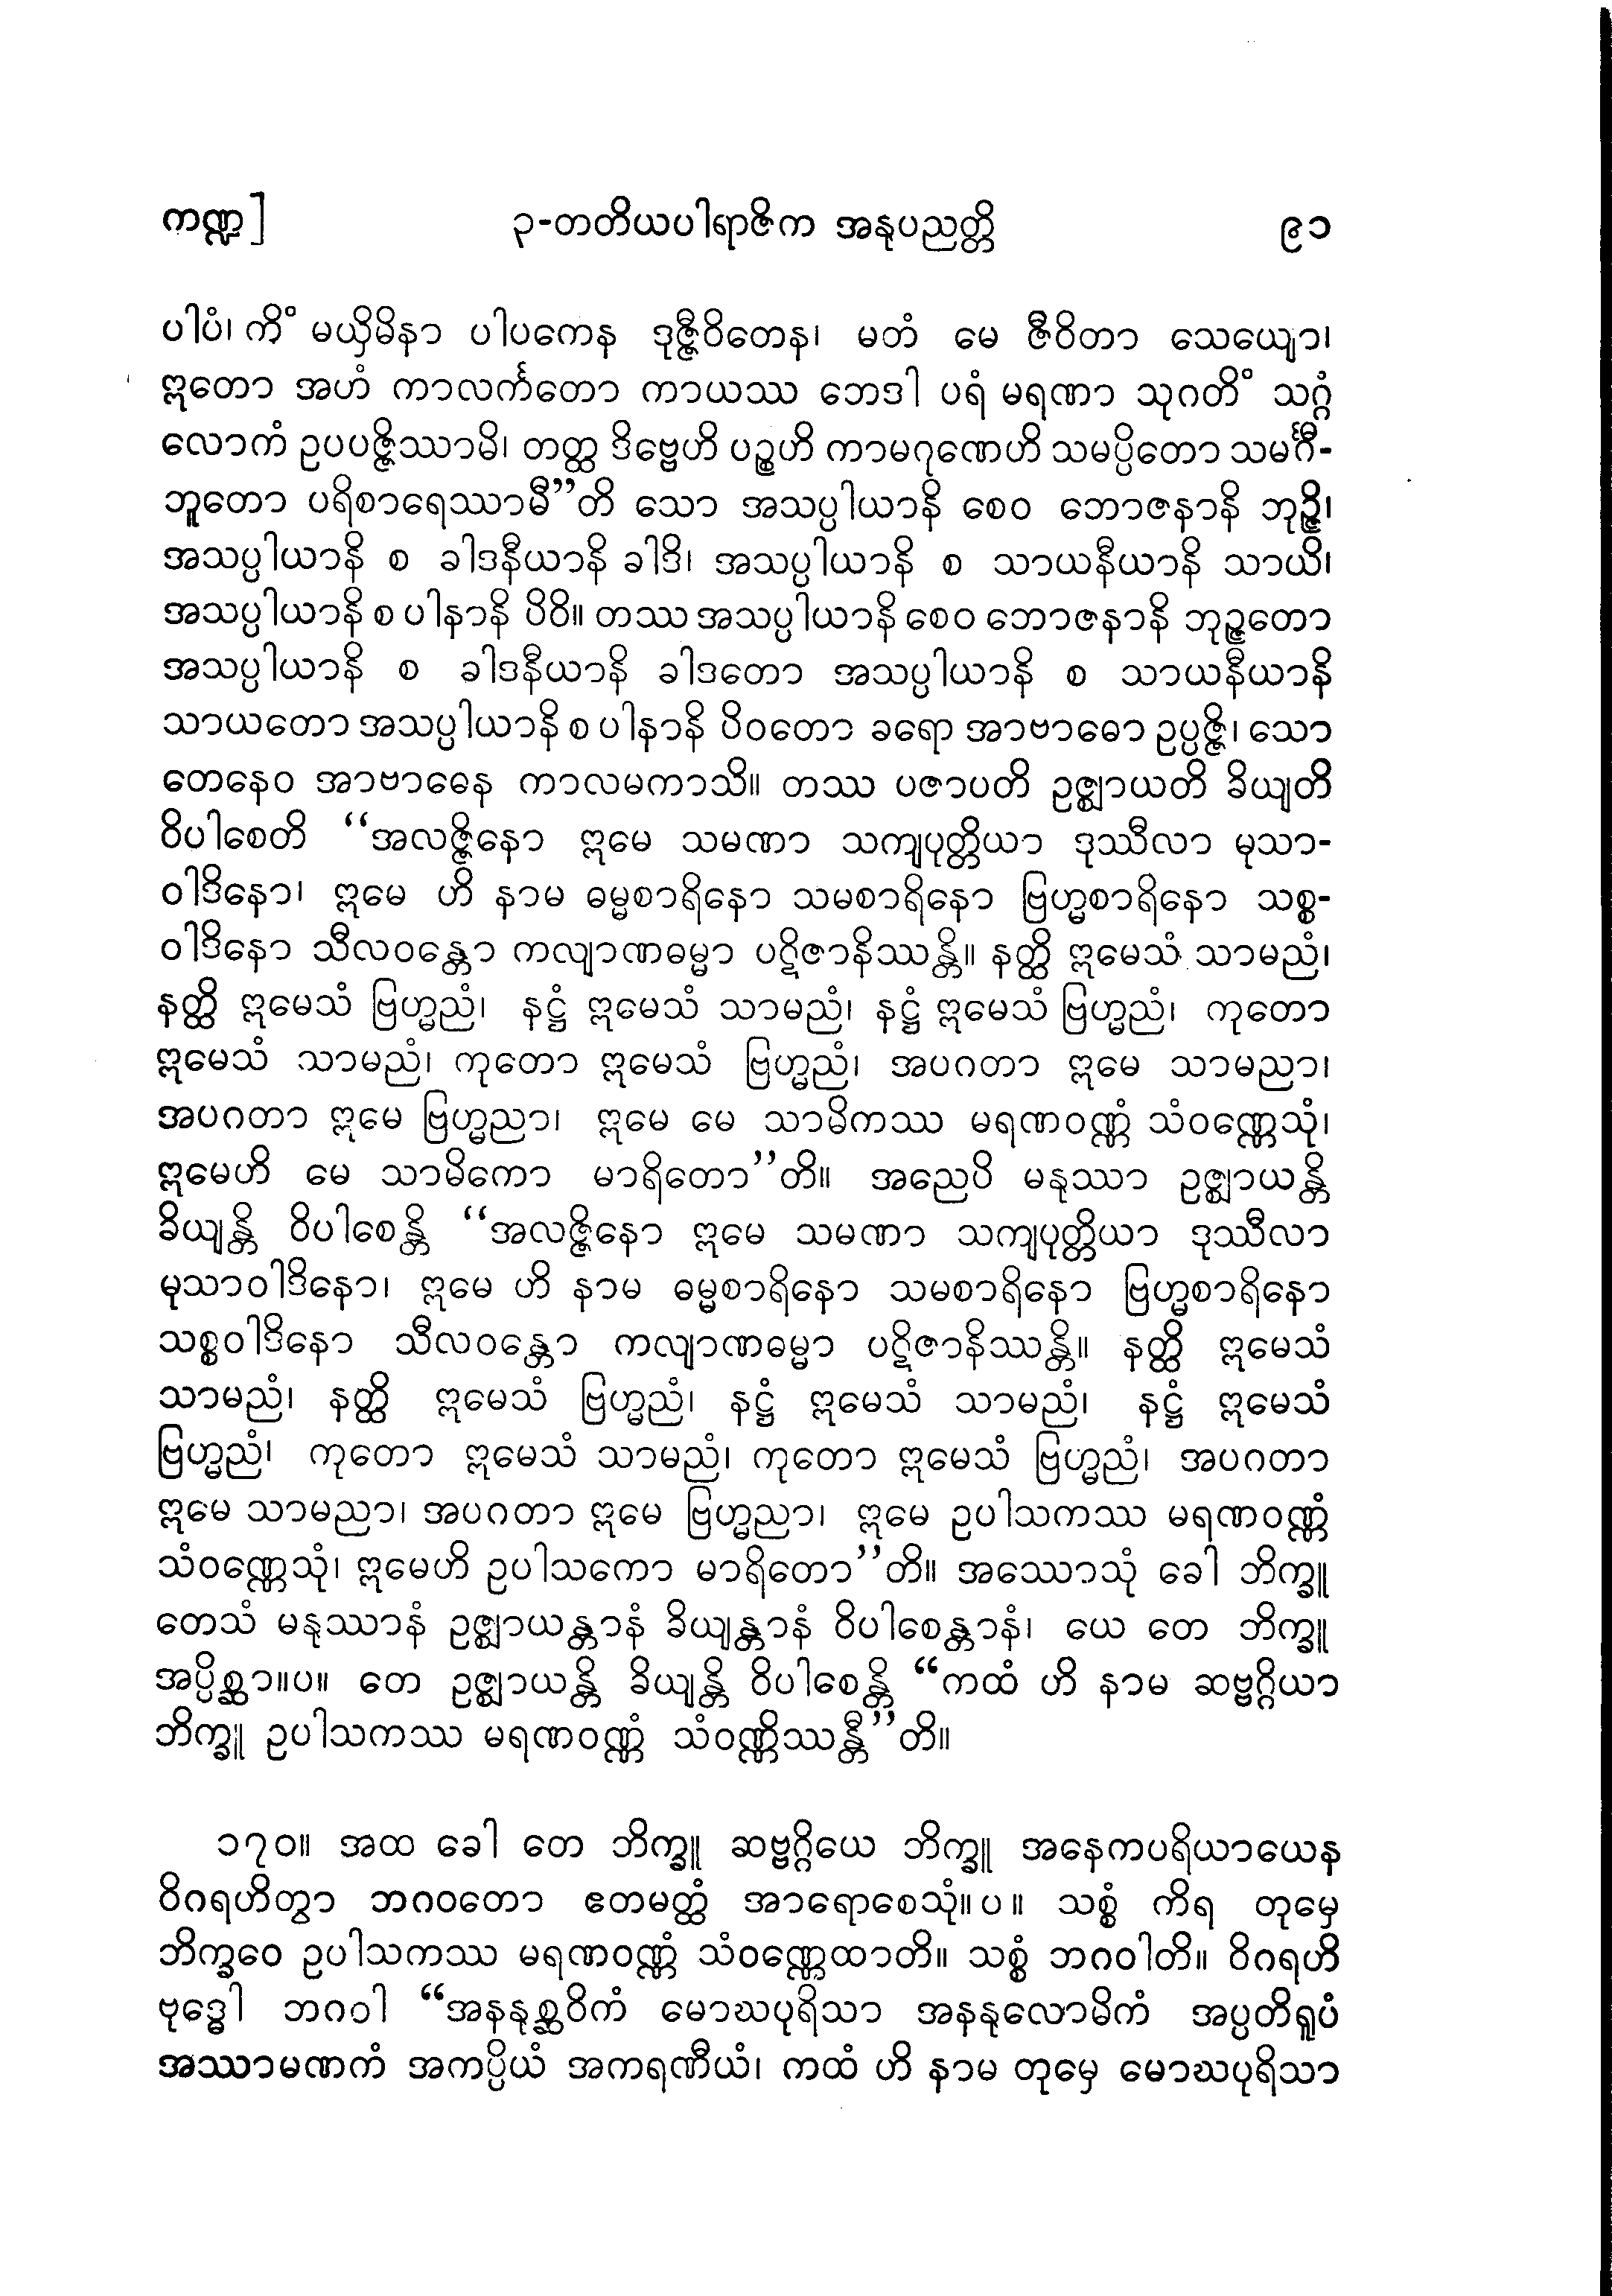 ကဏ္ဍ] ၃-တတိယပါရာဇိက အနုပညတ္တိ ၉၁
ပါပံ၊ ကိံ မယှိမိနာ ပါပကေန ဒုဇ္ဇီဝိတေန၊ မတံ မေ ဇီဝိတာ သေယျော၊
ဣတော အဟံ ကာလင်္ကတော ကာယဿ ဘေဒါ ပရံ မရဏာ သုဂတိံ သဂ္ဂံ
လောကံ ဥပပဇ္ဇိဿာမိ၊ တတ္ထ ဒိဗ္ဗေဟိ ပဉ္စဟိ ကာမဂုဏေဟိ သမပ္ပိတော သမင်္ဂီ-
ဘူတော ပရိစာရေဿာမီ”တိ သော အသပ္ပါယာနိ စေဝ ဘောဇနာနိ ဘုဉ္ဇိ၊
အသပ္ပါယာနိ စ ခါဒနီယာနိ ခါဒိ၊ အသပ္ပါယာနိ စ သာယနီယာနိ သာယိ၊
အသပ္ပါယာနိ စ ပါနာနိ ပိဝိ။ တဿ အသပ္ပါယာနိ စေဝ ဘောဇနာနိ ဘုဉ္ဇတော
အသပ္ပါယာနိ စ ခါဒနီယာနိ ခါဒတော အသပ္ပါယာနိ စ သာယနီယာနိ
သာယတော အသပ္ပါယာနိ စ ပါနာနိ ပိဝတော ခရော အာဗာဓော ဥပ္ပဇ္ဇိ၊ သော
တေနေဝ အာဗာဓေန ကာလမကာသိ။ တဿ ပဇာပတိ ဥဇ္ဈာယတိ ခိယျတိ
ဝိပါစေတိ “အလဇ္ဇိနော ဣမေ သမဏာ သကျပုတ္တိယာ ဒုဿီလာ မုသာ-
ဝါဒိနော၊ ဣမေ ဟိ နာမ ဓမ္မစာရိနော သမစာရိနော ဗြဟ္မစာရိနော သစ္စ-
ဝါဒိနော သီလဝန္တော ကလျာဏဓမ္မာ ပဋိဇာနိဿန္တိ။ နတ္ထိ ဣမေသံ သာမညံ၊
နတ္ထိ ဣမေသံ ဗြဟ္မညံ၊ နဋ္ဌံ ဣမေသံ သာမညံ၊ နဋ္ဌံ ဣမေသံ ဗြဟ္မညံ၊ ကုတော
ဣမေသံ သာမညံ၊ ကုတော ဣမေသံ ဗြဟ္မညံ၊ အပဂတာ ဣမေ သာမညာ၊
အပဂတာ ဣမေ ဗြဟ္မညာ၊ ဣမေ မေ သာမိကဿ မရဏဝဏ္ဏံ သံဝဏ္ဏေသုံ၊
ဣမေဟိ မေ သာမိကော မာရိတော”တိ။ အညေပိ မနုဿာ ဥဇ္ဈာယန္တိ
ခိယျန္တိ ဝိပါစေန္တိ “အလဇ္ဇိနော ဣမေ သမဏာ သကျပုတ္တိယာ ဒုဿီလာ
မုသာဝါဒိနော၊ ဣမေ ဟိ နာမ ဓမ္မစာရိနော သမစာရိနော ဗြဟ္မစာရိနော
သစ္စဝါဒိနော သီလဝန္တော ကလျာဏဓမ္မာ ပဋိဇာနိဿန္တိ။ နတ္ထိ ဣမေသံ
သာမညံ၊ နတ္ထိ ဣမေသံ ဗြဟ္မညံ၊ နဋ္ဌံ ဣမေသံ သာမညံ၊ နဋ္ဌံ ဣမေသံ
ဗြဟ္မညံ၊ ကုတော ဣမေသံ သာမညံ၊ ကုတော ဣမေသံ ဗြဟ္မညံ၊ အပဂတာ
ဣမေ သာမညာ၊ အပဂတာ ဣမေ ဗြဟ္မညာ၊ ဣမေ ဥပါသကဿ မရဏဝဏ္ဏံ
သံဝဏ္ဏေသုံ၊ ဣမေဟိ ဥပါသကော မာရိတော”တိ။ အဿောသုံ ခေါ ဘိက္ခူ
တေသံ မနုဿာနံ ဥဇ္ဈာယန္တာနံ ခိယျန္တာနံ ဝိပါစေန္တာနံ၊ ယေ တေ ဘိက္ခူ
အပ္ပိစ္ဆာ။ပ။ တေ ဥဇ္ဈာယန္တိ ခိယျန္တိ ဝိပါစေန္တိ “ကထံ ဟိ နာမ ဆဗ္ဗဂ္ဂိယာ
ဘိက္ခူ ဥပါသကဿ မရဏဝဏ္ဏံ သံဝဏ္ဏိဿန္တီ”တိ။
၁၇၀။ အထ ခေါ တေ ဘိက္ခူ ဆဗ္ဗဂ္ဂိယေ ဘိက္ခူ အနေကပရိယာယေန
ဝိဂရဟိတွာ ဘဂဝတော ဧတမတ္ထံ အာရောစေသုံ။ပ။ သစ္စံ ကိရ တုမှေ
ဘိက္ခဝေ ဥပါသကဿ မရဏဝဏ္ဏံ သံဝဏ္ဏေထာတိ။ သစ္စံ ဘဂဝါတိ။ ဝိဂရဟိ
ဗုဒ္ဓေါ ဘဂဝါ “အနနုစ္ဆဝိကံ မောဃပုရိသာ အနနုလောမိကံ အပ္ပတိရူပံ
အဿာမဏကံ အကပ္ပိယံ အကရဏီယံ၊ ကထံ ဟိ နာမ တုမှေ မောဃပုရိသာ